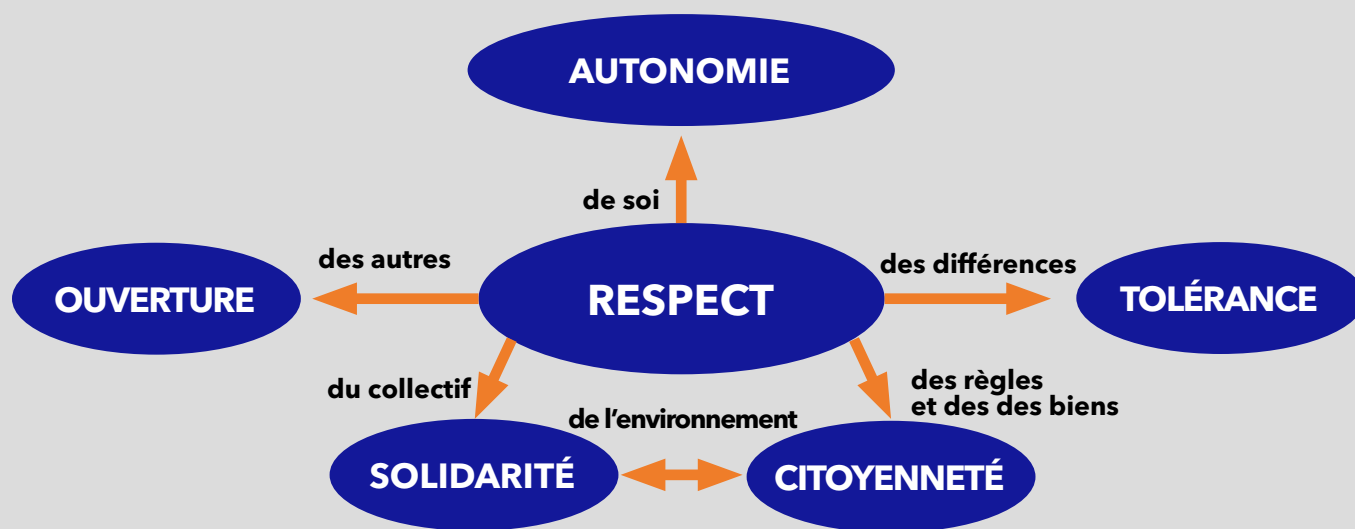 AUTONOMIE
de soi
des autres
des différences
OUVERTURE
RESPECT
TOLÉRANCE
du collectif
des règles
et des des biens
de l’environnement
SOLIDARITÉ
CITOYENNETÉ